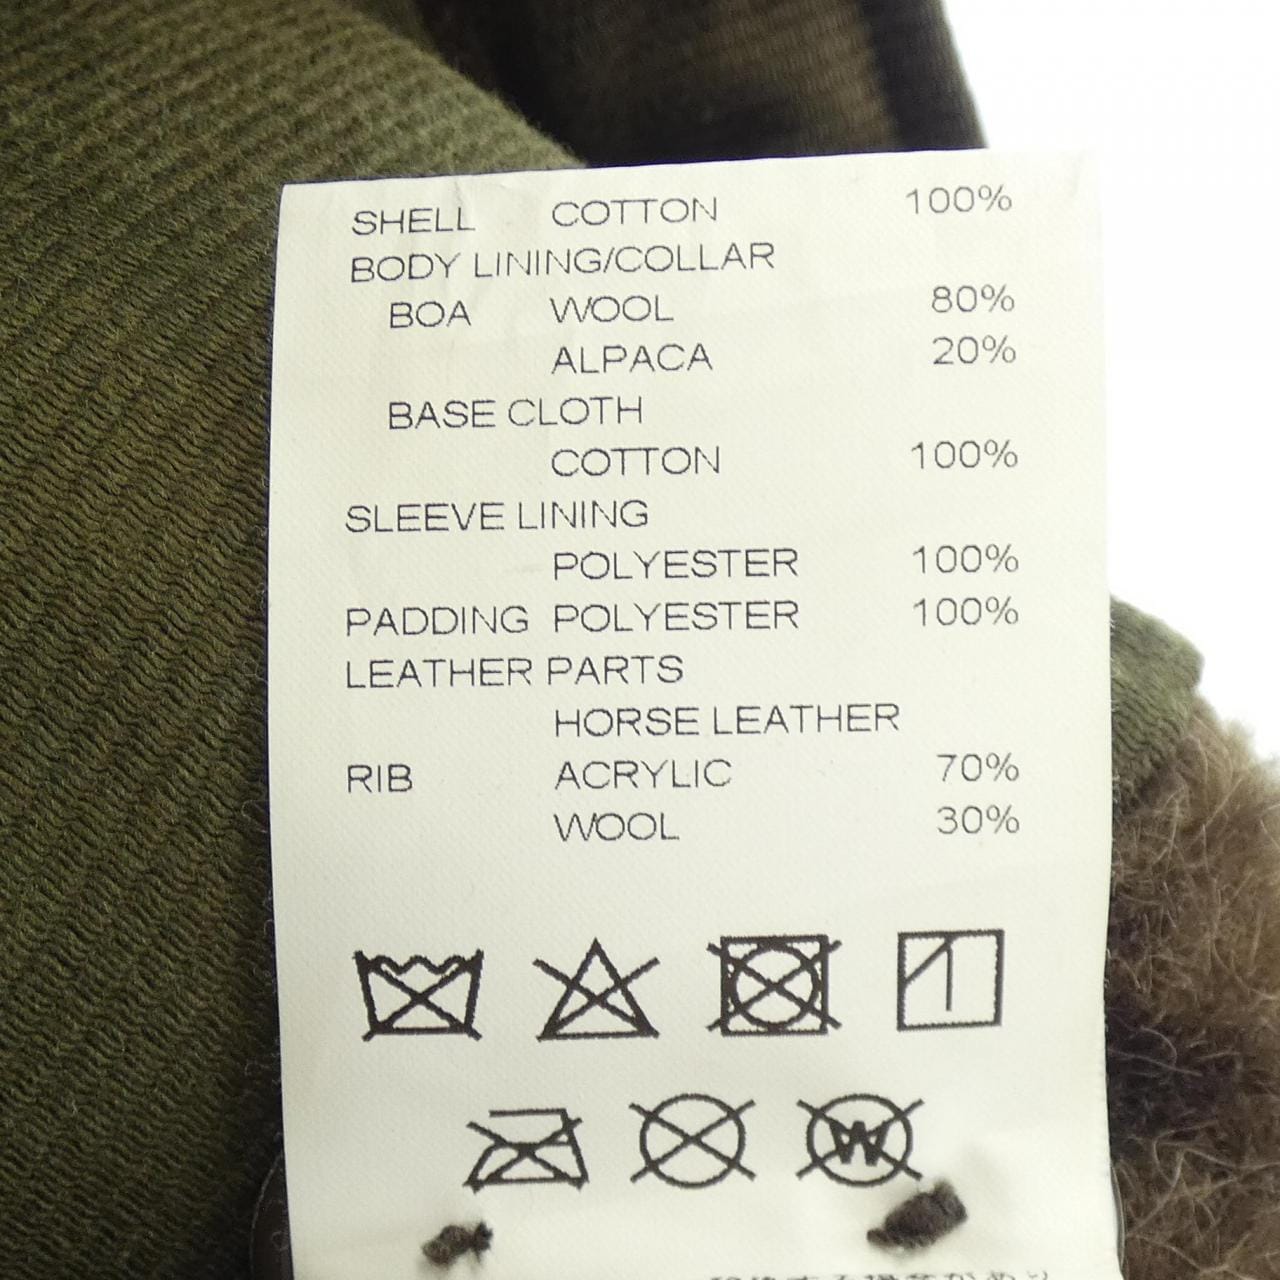 SHELL COTTON 100%
BODY LINING/COLLAR
BOA WOOL 80%
ALPACA 20%
BASE CLOTH
COTTON 100%
SLEEVE LINING
POLYESTER 100%
PADDING POLYESTER 100%
LEATHER PARTS
HORSE LEATHER
RIB ACRYLIC 70%
WOOL 30%
W